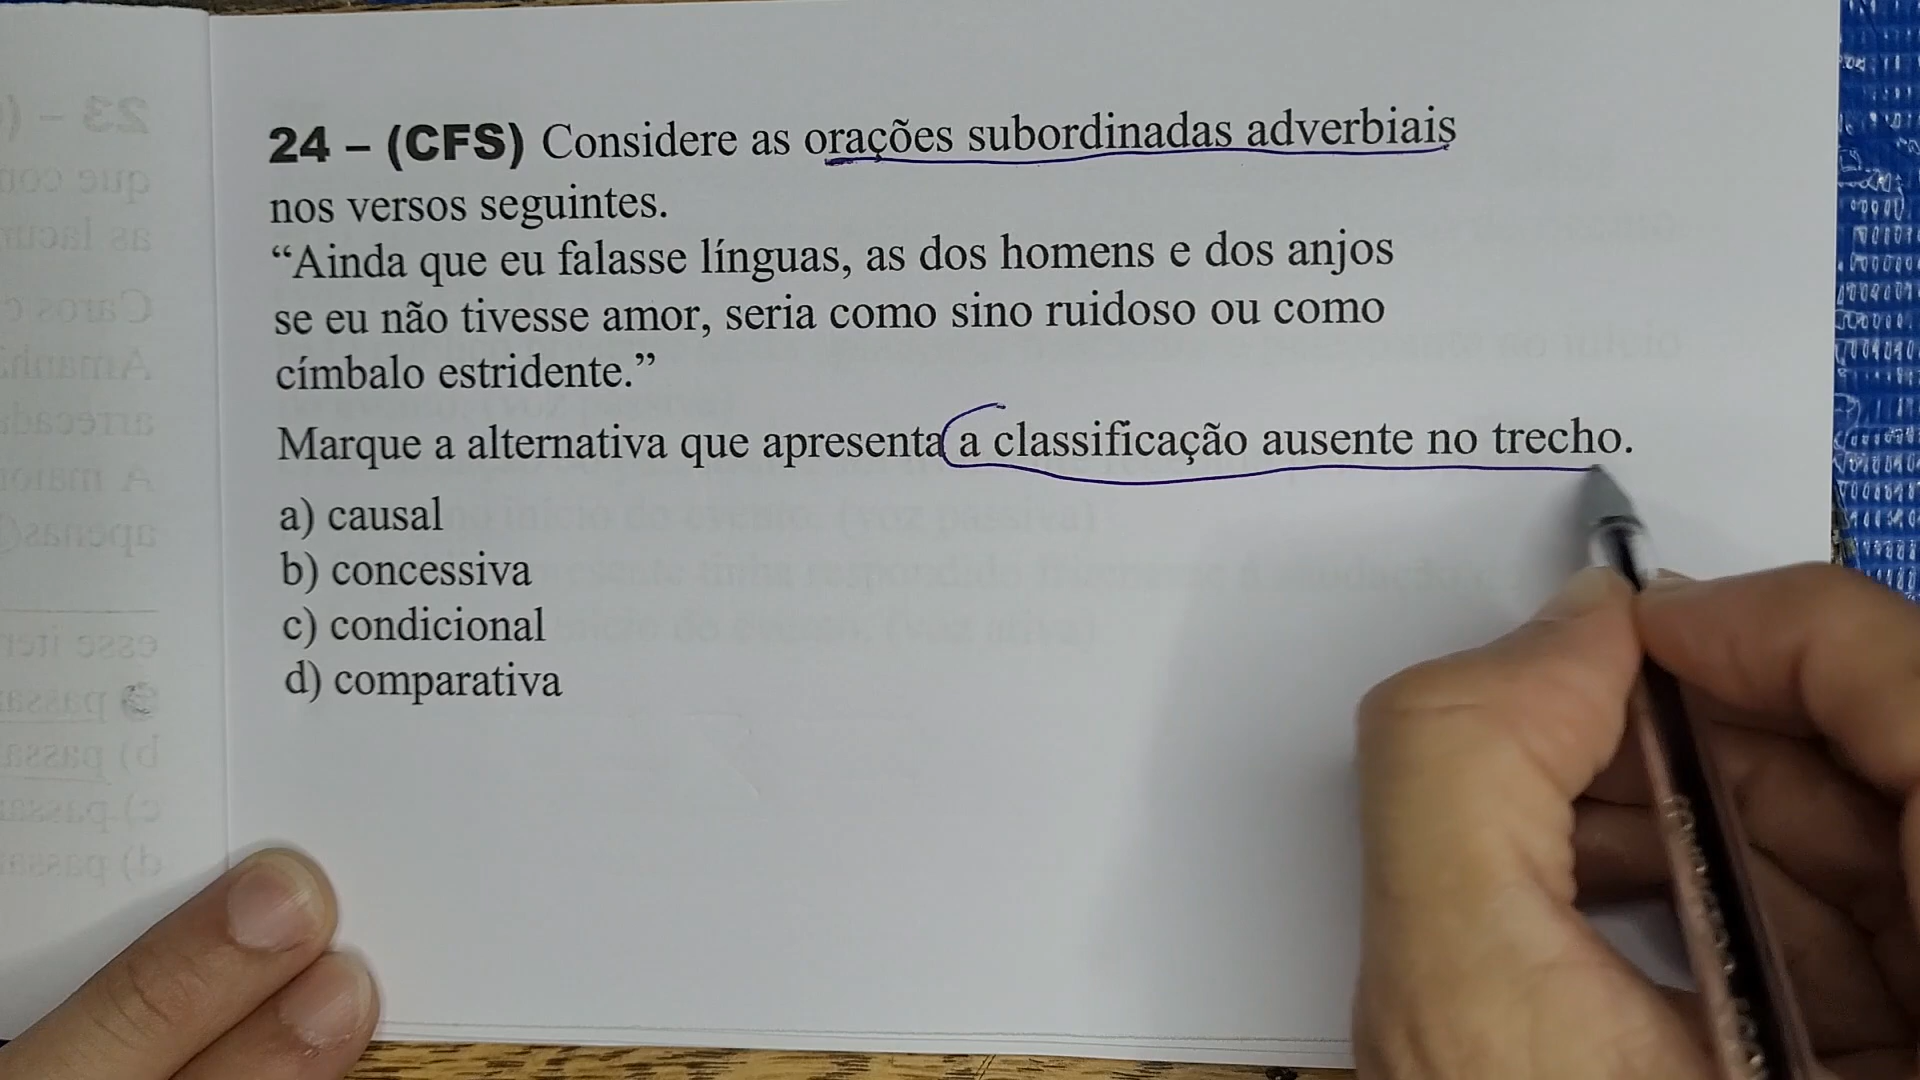 24 – (CFS) Considere as orações subordinadas adverbiais
nos versos seguintes.
“Ainda que eu falasse línguas, as dos homens e dos anjos
se eu não tivesse amor, seria como sino ruidoso ou como
címbalo estridente.”
Marque a alternativa que apresenta a classificação ausente no trecho.
a) causal
b) concessiva
c) condicional
d) comparativa